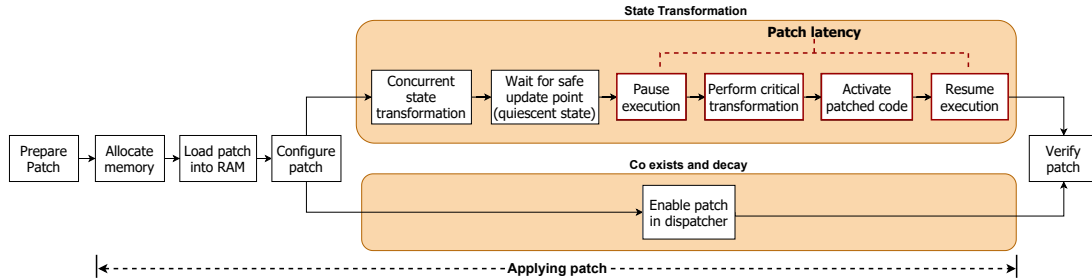 State Transformation
Patch latency
Concurrent
state
transformation
Wait for safe
update point
(quiescent state)
Pause
execution
Perform critical
transformation
Activate
patched code
Resume
execution
Prepare
Patch
Allocate
memory
Load patch
into RAM
Configure
patch
Verify
patch
Co exists and decay
Enable patch
in dispatcher
Applying patch